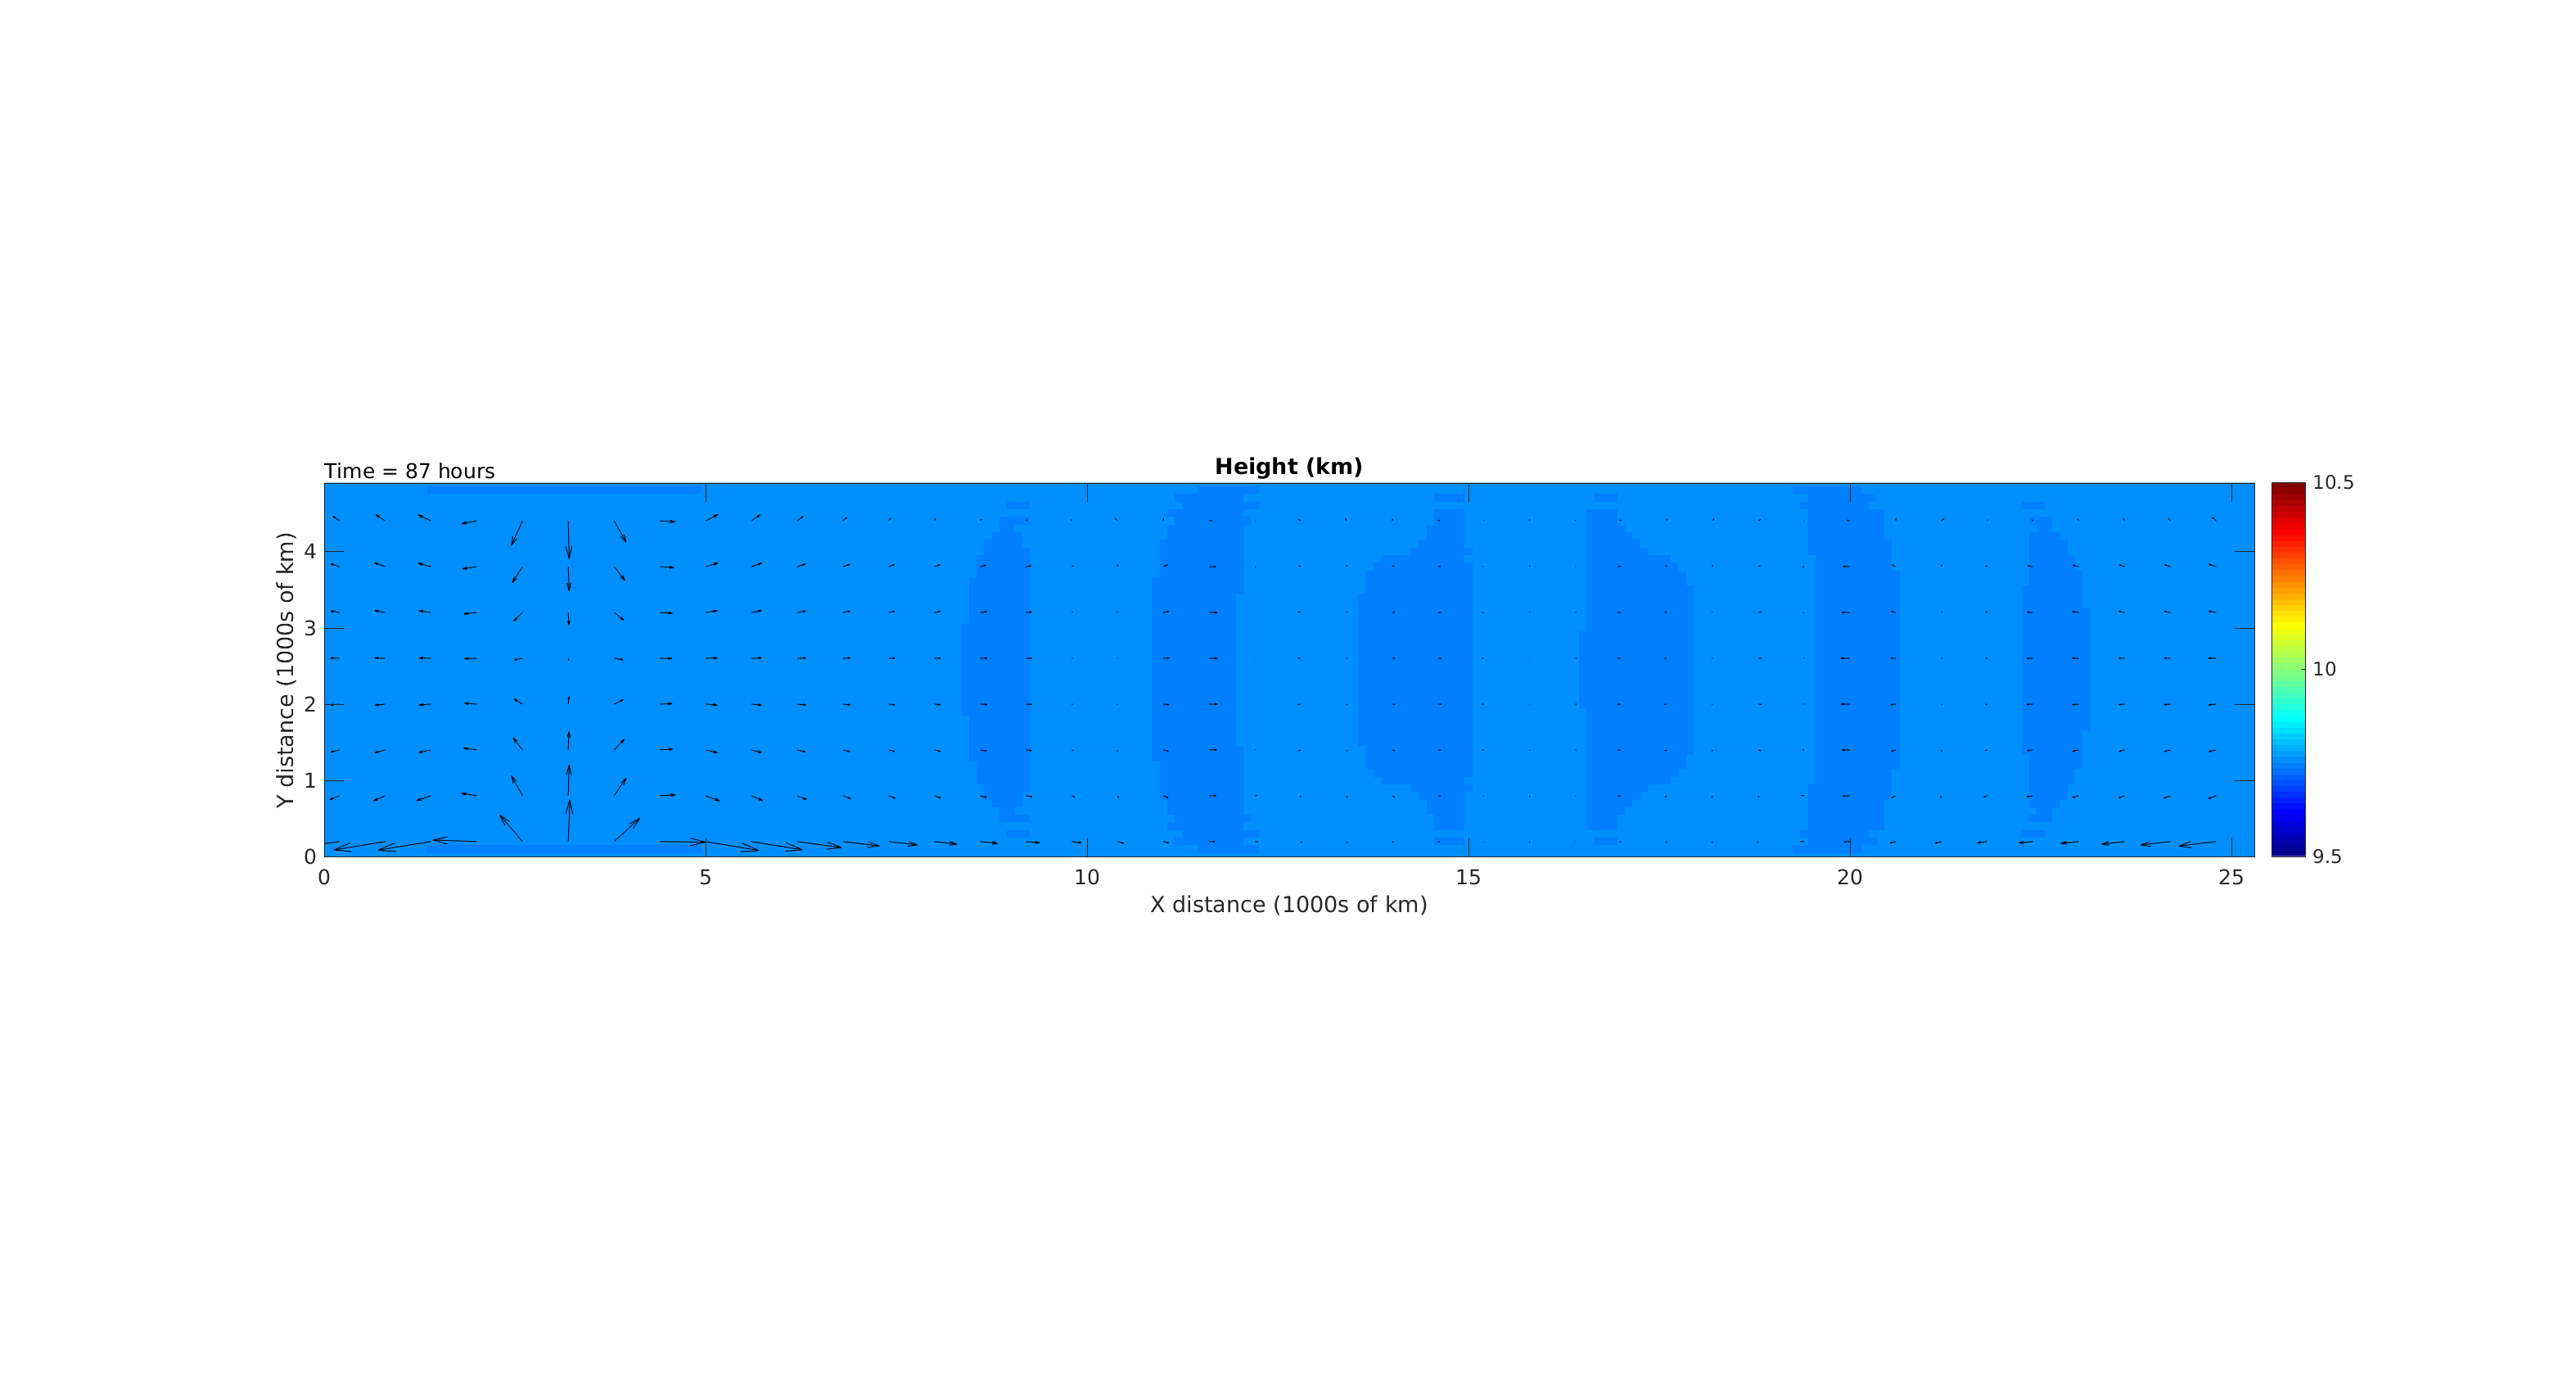 Time = 87 hours
Height (km)
10.5
10
9.5
Y distance (1000s of km)
4
3
2
1
0
0 5 10 15 20 25
X distance (1000s of km)